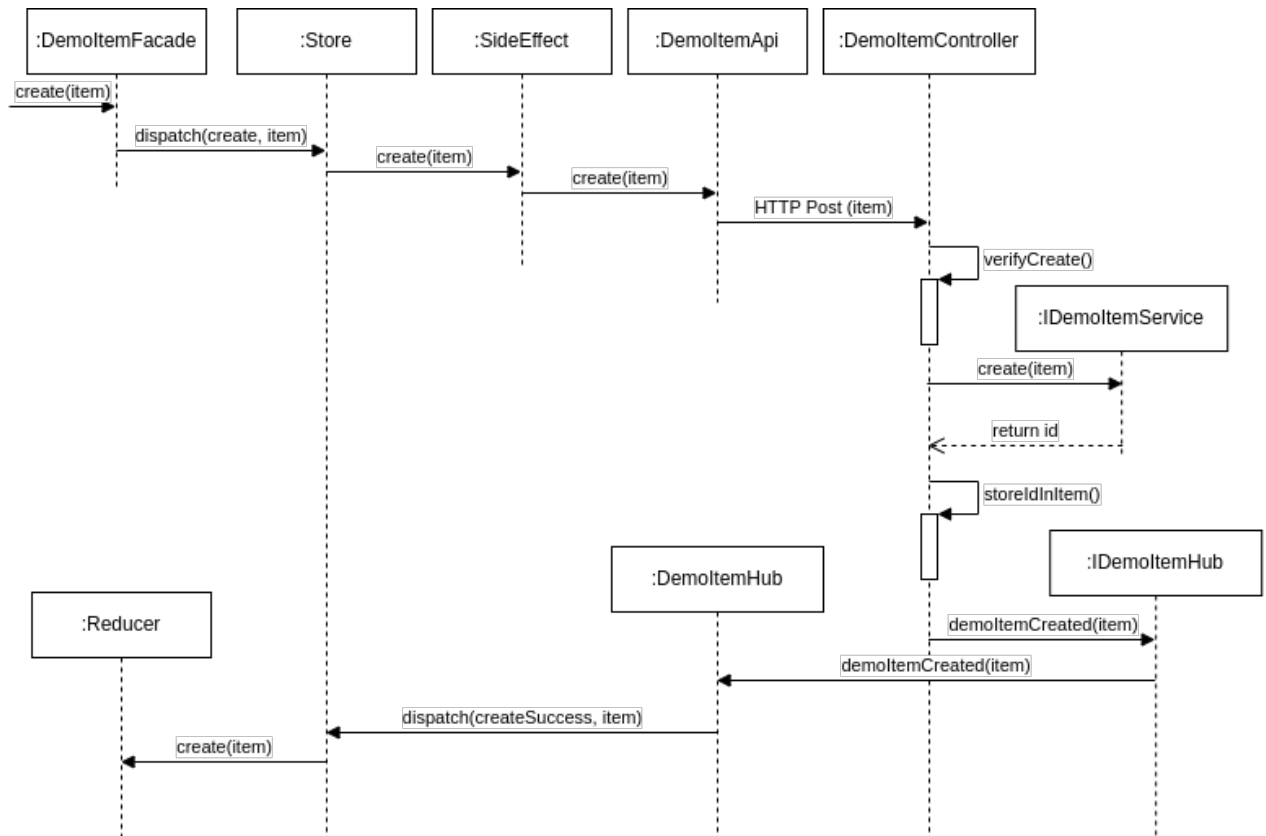 :DemoItemFacade
:Store
:SideEffect
:DemoItemApi
:DemoItemController
create(item)
dispatch(create, item)
create(item)
create(item)
HTTP Post (item)
verifyCreate()
:IDemoItemService
create(item)
return id
storeIdInItem()
:IDemoItemHub
:DemoItemHub
:Reducer
demoItemCreated(item)
demoItemCreated(item)
dispatch(createSuccess, item)
create(item)